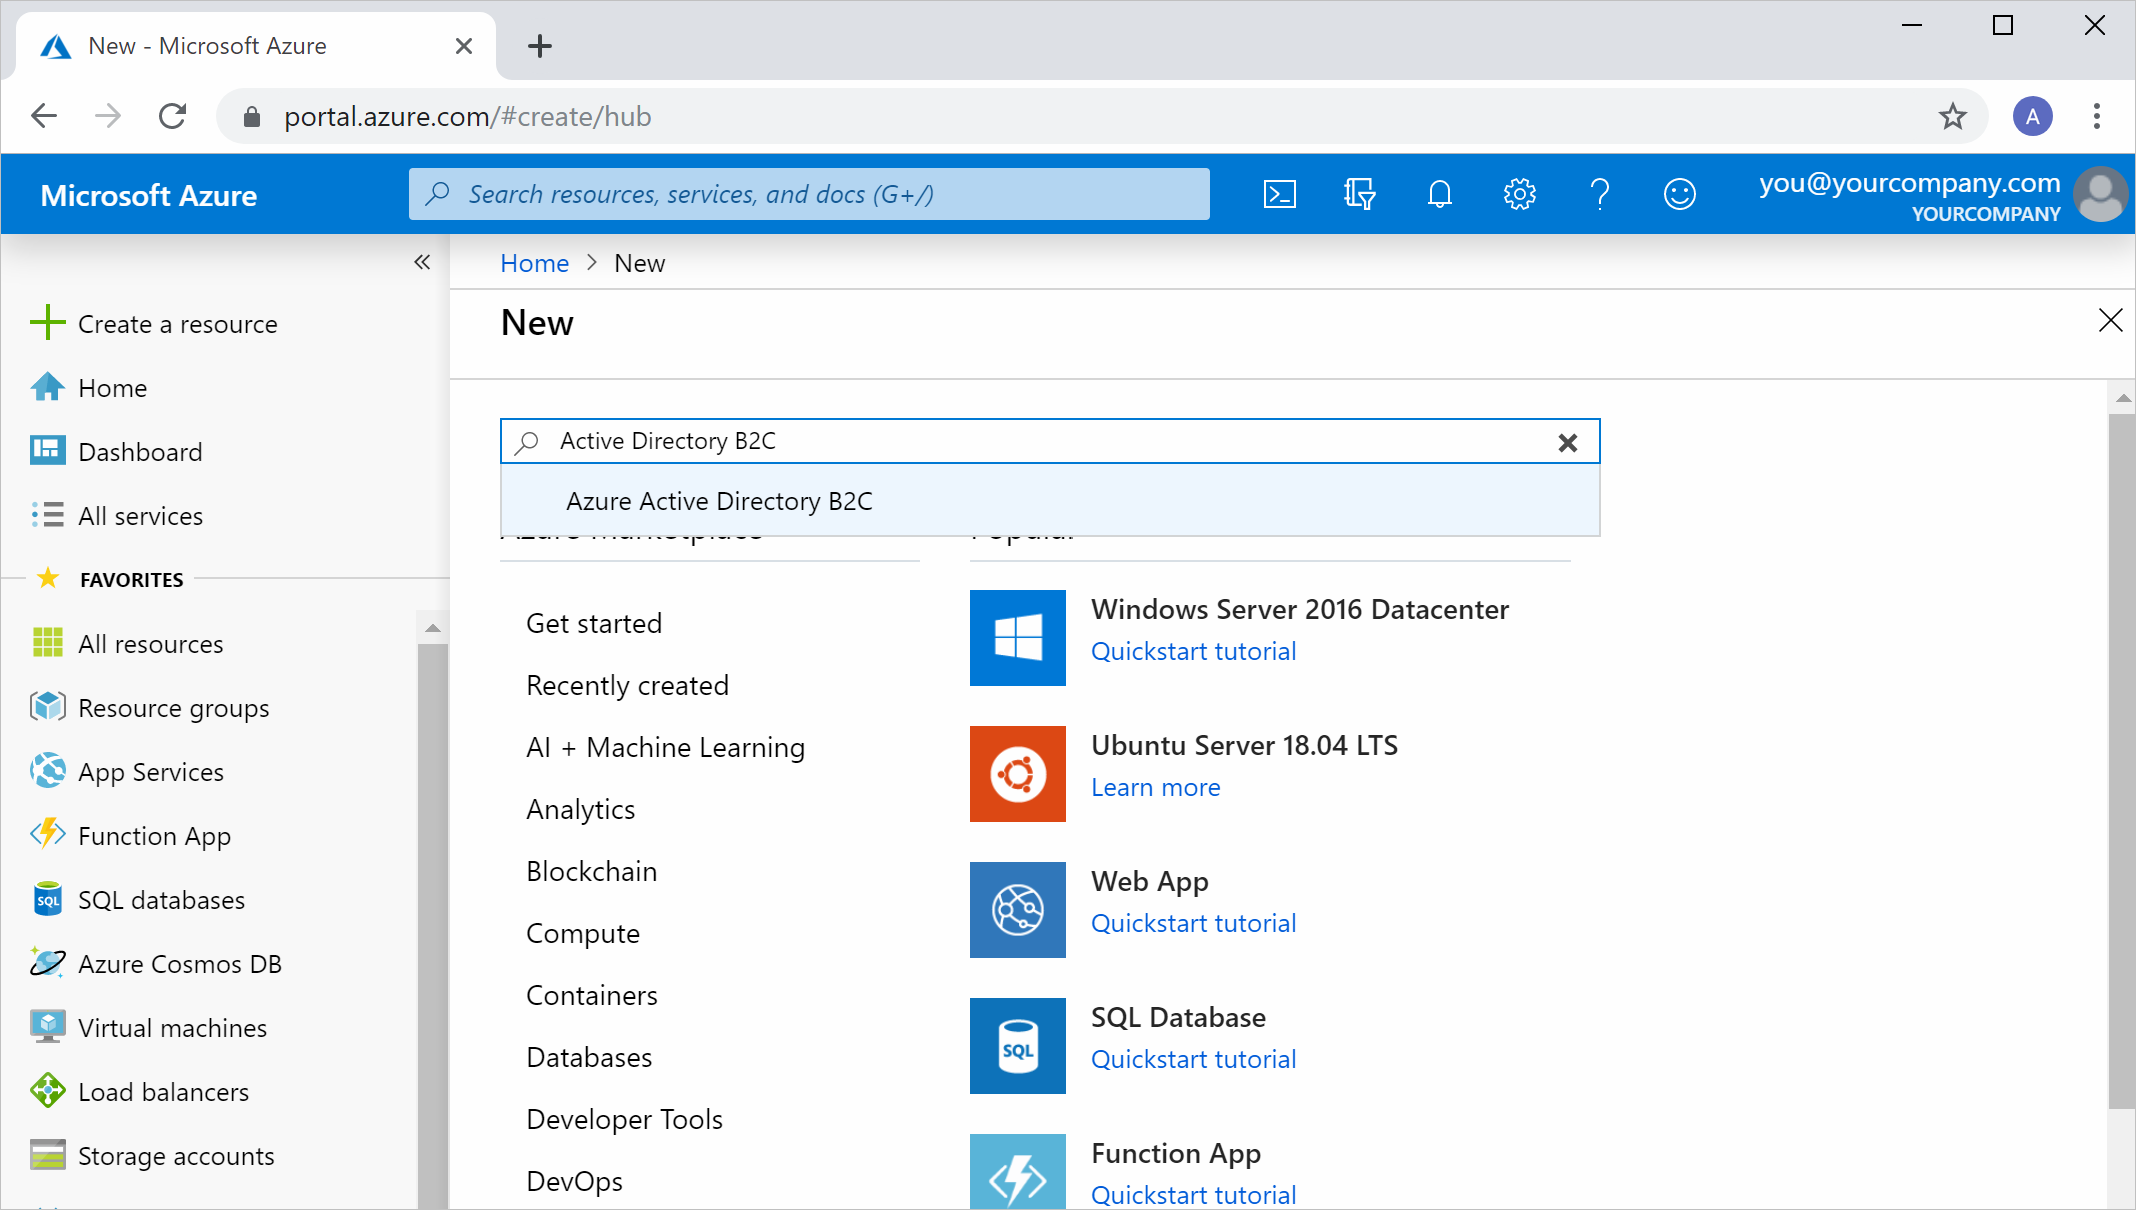 New - Microsoft Azure
portal.azure.com/#create/hub
A
Microsoft Azure
Search resources, services, and docs (G+/)
you@yourcompany.com
YOURCOMPANY
Home > New
New
Create a resource
Home
Dashboard
All services
FAVORITES
All resources
Resource groups
App Services
Function App
SQL
SQL databases
Azure Cosmos DB
Virtual machines
Load balancers
Storage accounts
Active Directory B2C
Azure Active Directory B2C
Azure Marketplace
Popular
Get started
Recently created
AI + Machine Learning
Analytics
Blockchain
Compute
Containers
Databases
Developer Tools
DevOps
Windows Server 2016 Datacenter
Quickstart tutorial
Ubuntu Server 18.04 LTS
Learn more
Web App
Quickstart tutorial
SQL
SQL Database
Quickstart tutorial
Function App
Quickstart tutorial